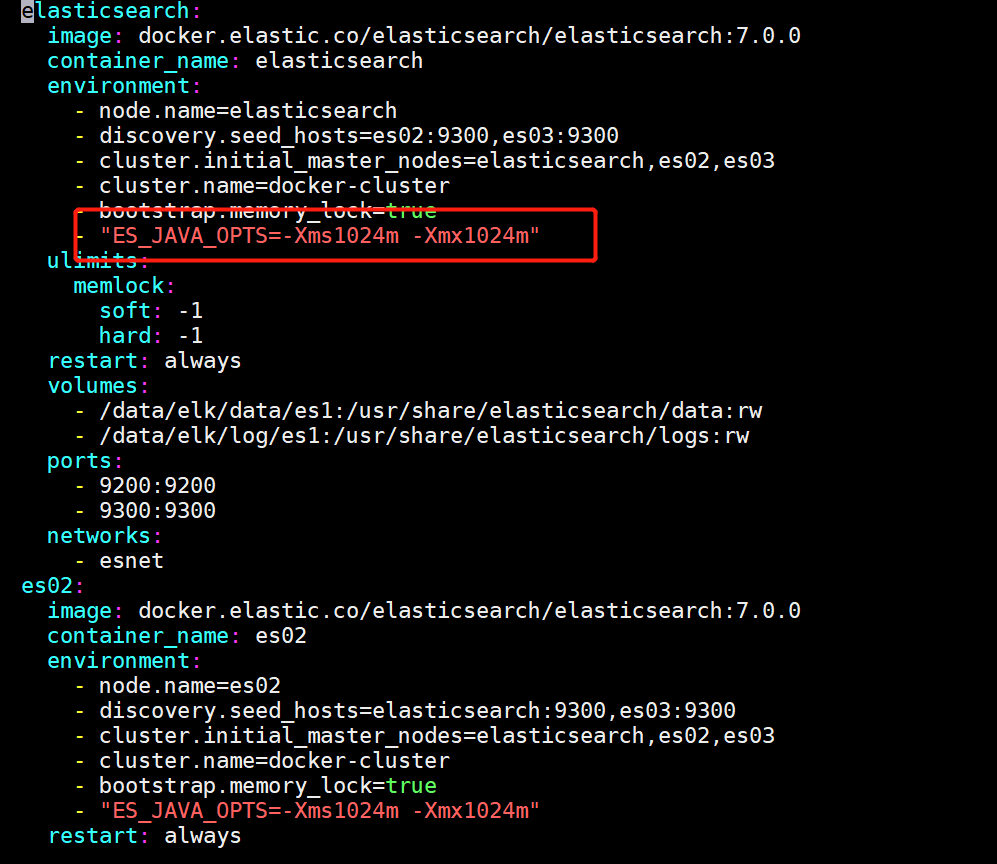 elasticsearch:
image: docker.elastic.co/elasticsearch/elasticsearch:7.0.0
container_name: elasticsearch
environment:
- node.name=elasticsearch
- discovery.seed_hosts=es02:9300,es03:9300
- cluster.initial_master_nodes=elasticsearch,es02,es03
- cluster.name=docker-cluster
- bootstrap.memory_lock=true
- "ES_JAVA_OPTS=-Xms1024m -Xmx1024m"
ulimits:
memlock:
soft: -1
hard: -1
restart: always
volumes:
- /data/elk/data/es1:/usr/share/elasticsearch/data:rw
- /data/elk/log/es1:/usr/share/elasticsearch/logs:rw
ports:
- 9200:9200
- 9300:9300
networks:
- esnet
es02:
image: docker.elastic.co/elasticsearch/elasticsearch:7.0.0
container_name: es02
environment:
- node.name=es02
- discovery.seed_hosts=elasticsearch:9300,es03:9300
- cluster.initial_master_nodes=elasticsearch,es02,es03
- cluster.name=docker-cluster
- bootstrap.memory_lock=true
- "ES_JAVA_OPTS=-Xms1024m -Xmx1024m"
restart: always